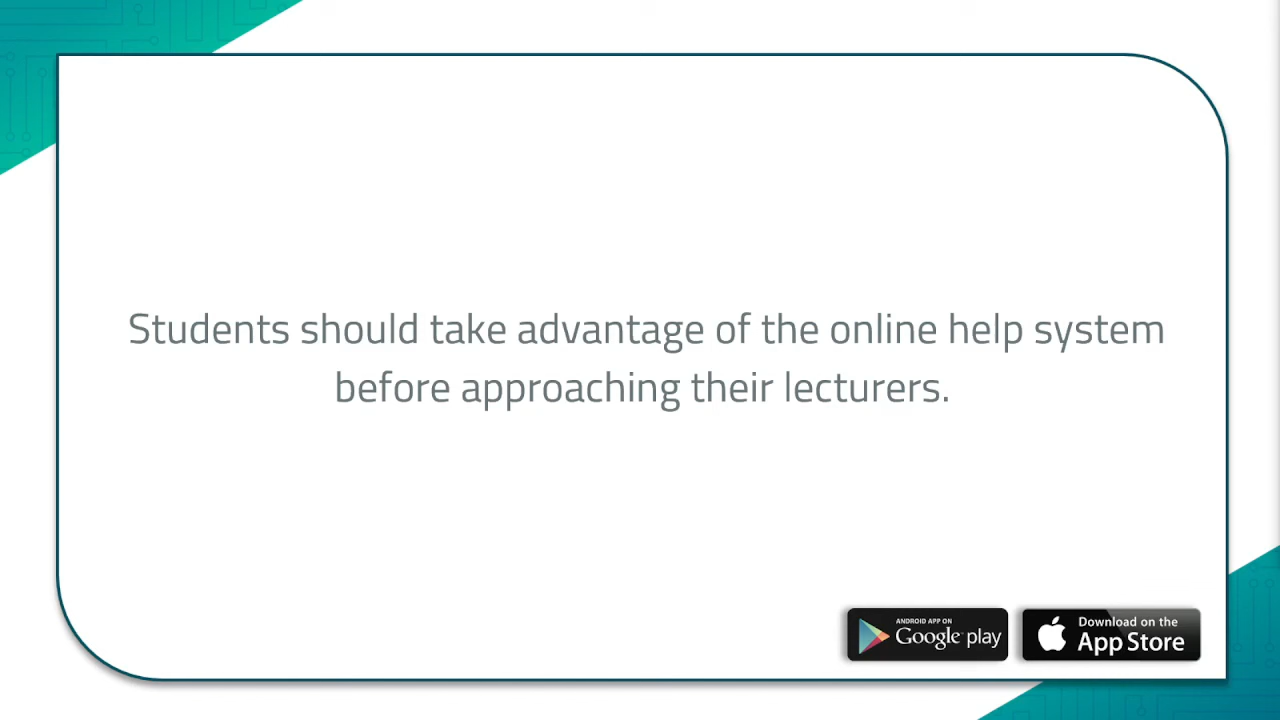 Students should take advantage of the online help system
before approaching their lecturers.
ANDROID APP ON
Google play
Download on the
App Store